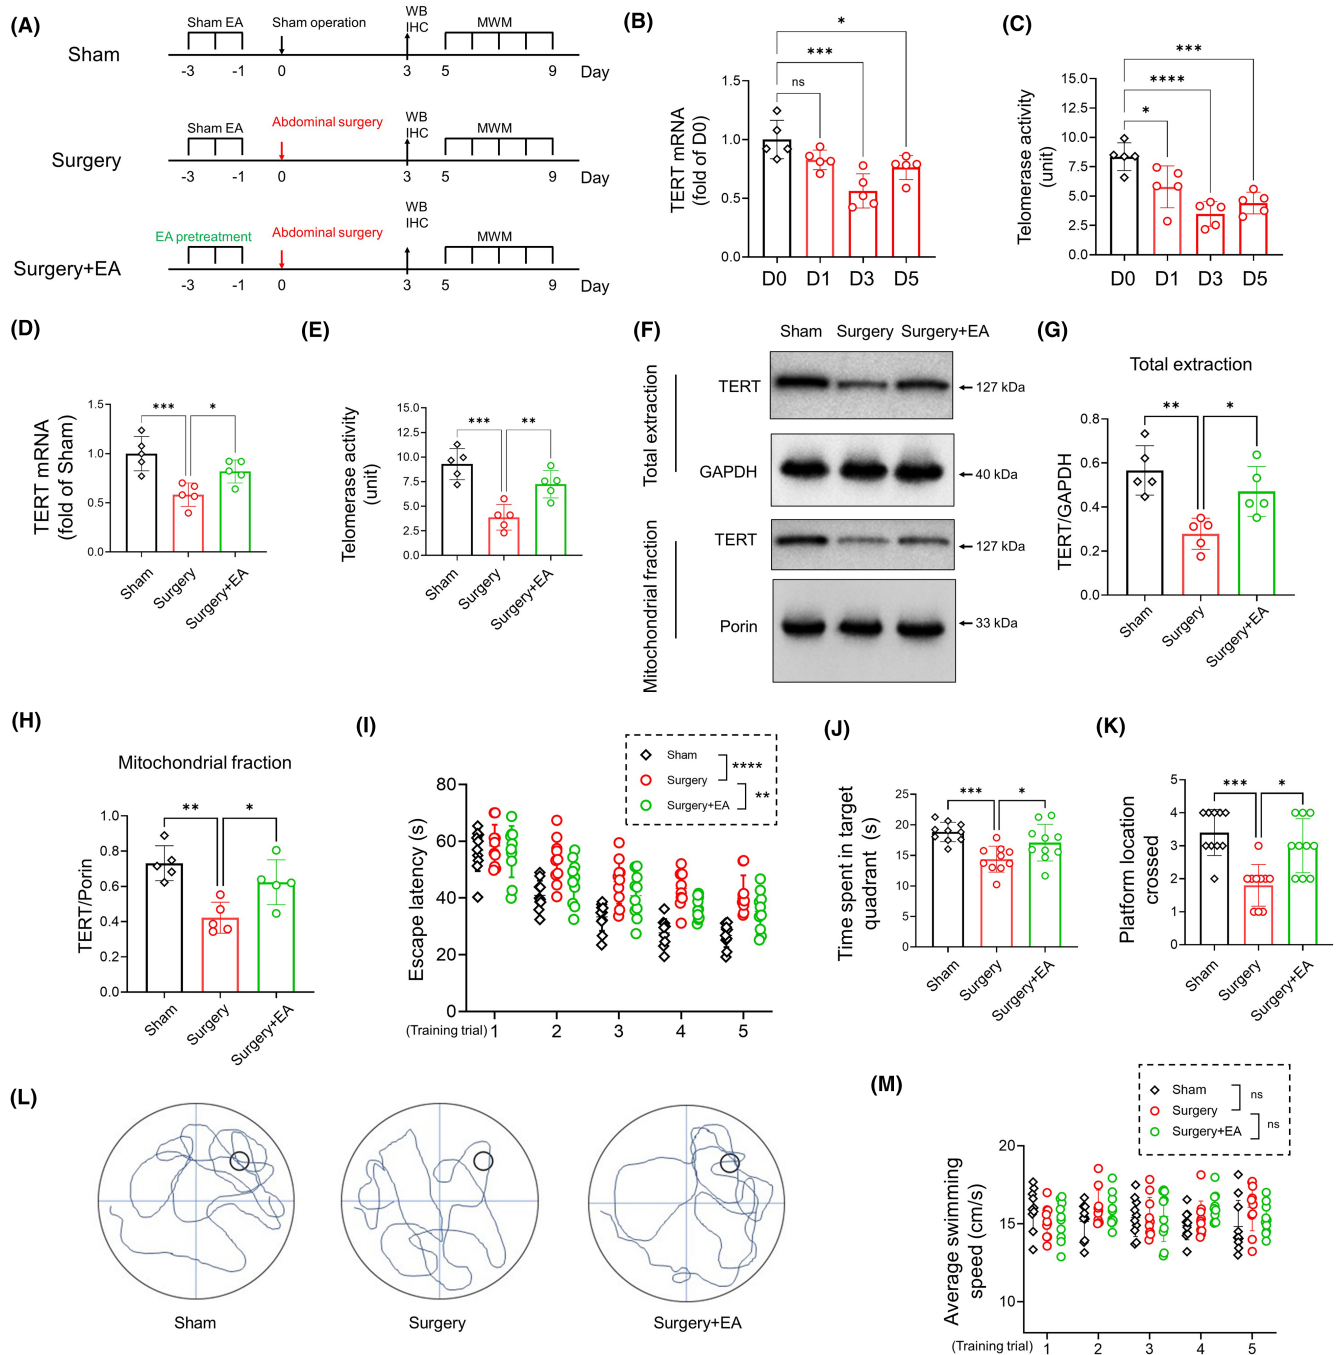 (A)
Sham EA
Sham operation
WB
IHC
MWM
Sham
-3
-1
0
3
5
9
Day
Sham EA
Abdominal surgery
WB
IHC
MWM
Surgery
-3
-1
0
3
5
9
Day
EA pretreatment
Abdominal surgery
WB
IHC
MWM
Surgery+EA
-3
-1
0
3
5
9
Day
(B)
*
***
ns
TERT mRNA
(fold of D0)
1.5
1.0
0.5
0.0
D0
D1
D3
D5
(C)
***
****
*
Telomerase activity
(unit)
15.0
12.5
10.0
7.5
5.0
2.5
0.0
D0
D1
D3
D5
(D)
***
*
TERT mRNA
(fold of Sham)
1.5
1.0
0.5
0.0
Sham
Surgery
Surgery+EA
(E)
***
**
Telomerase activity
(unit)
15.0
12.5
10.0
7.5
5.0
2.5
0.0
Sham
Surgery
Surgery+EA
(F)
Sham
Surgery
Surgery+EA
Total extraction
TERT
127 kDa
GAPDH
40 kDa
Mitochondrial fraction
TERT
127 kDa
Porin
33 kDa
(G)
Total extraction
**
*
TERT/GAPDH
0.8
0.6
0.4
0.2
0.0
Sham
Surgery
Surgery+EA
(H)
Mitochondrial fraction
**
*
TERT/Porin
1.0
0.8
0.6
0.4
0.2
0.0
Sham
Surgery
Surgery+EA
(I)
Sham
Surgery
Surgery+EA
****
**
Escape latency (s)
80
60
40
20
0
(Training trial)
1
2
3
4
5
(J)
***
*
Time spent in target
quadrant (s)
25
20
15
10
5
0
Sham
Surgery
Surgery+EA
(K)
***
*
Platform location
crossed
5
4
3
2
1
0
Sham
Surgery
Surgery+EA
(L)
Sham
Surgery
Surgery+EA
(M)
Sham
Surgery
Surgery+EA
ns
ns
Average swimming
speed (cm/s)
20
15
10
(Training trial)
1
2
3
4
5